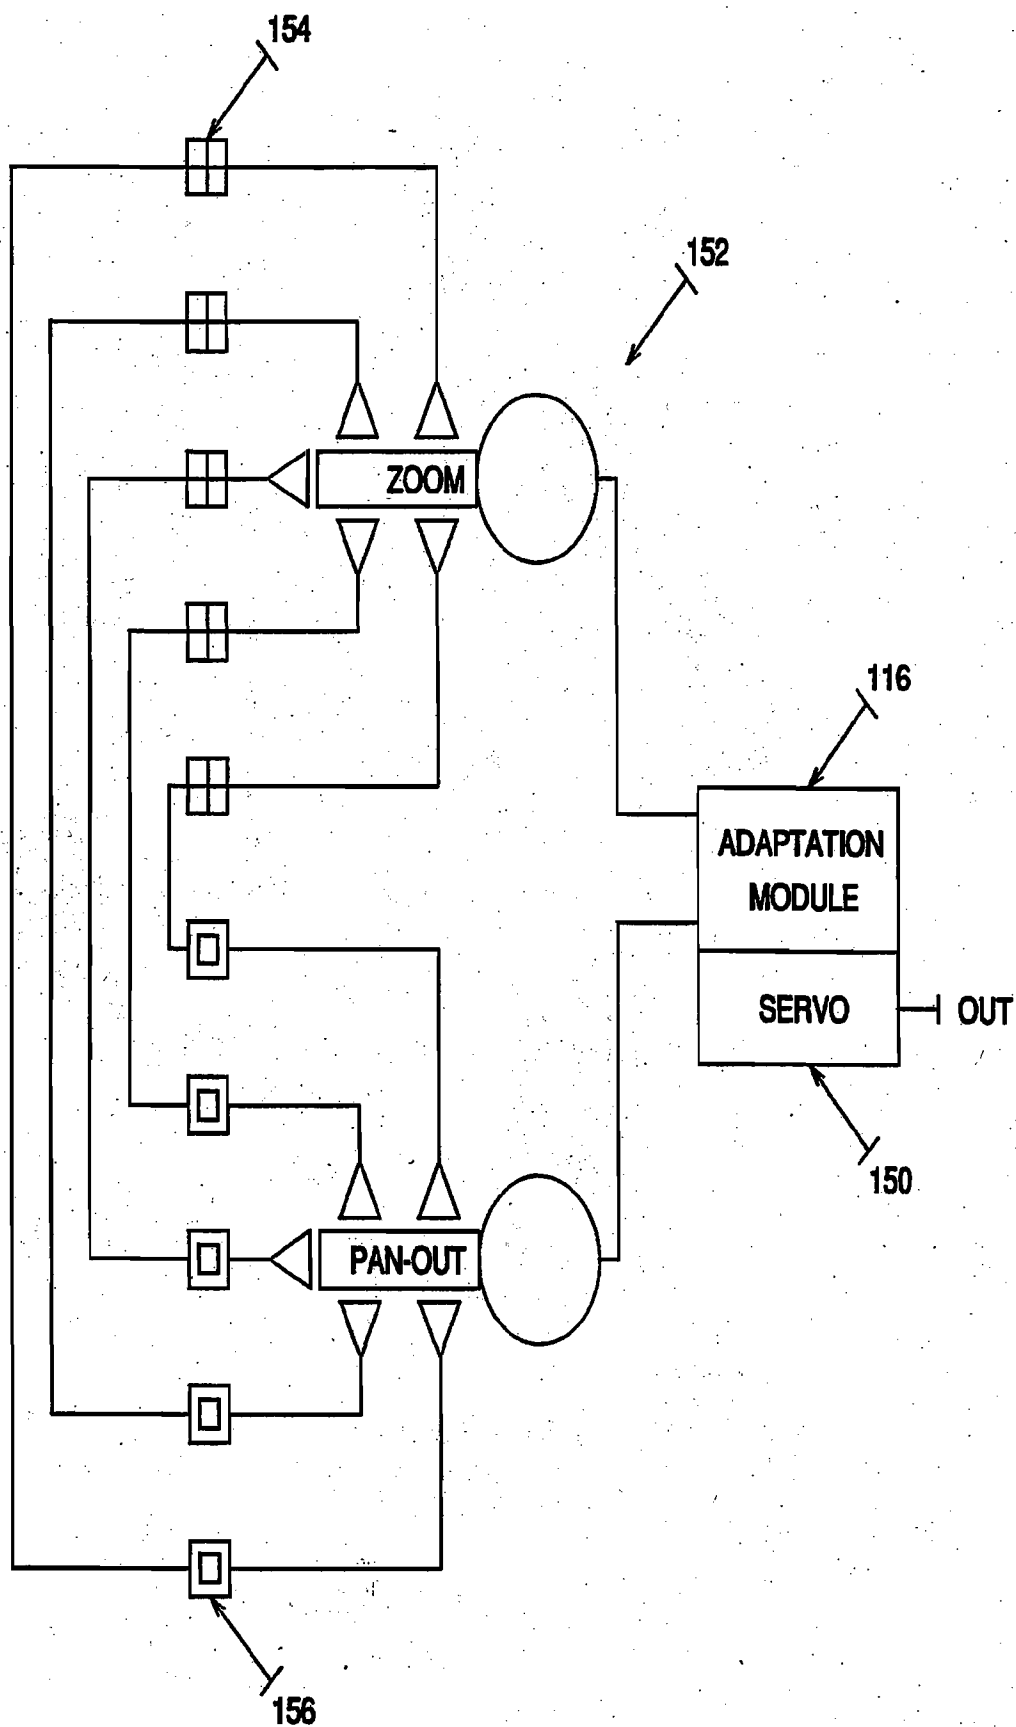 154
152
ZOOM
116
ADAPTATION
MODULE
SERVO
OUT
150
PAN-OUT
156